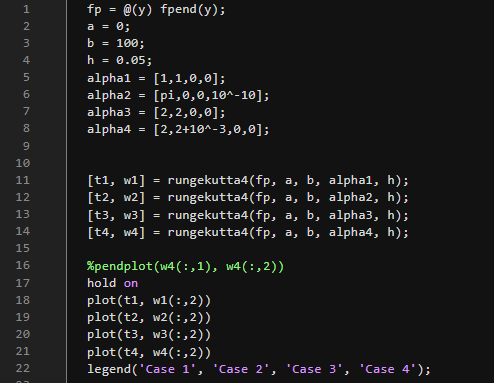 1 fp = @(y) fpend(y);
2 a = 0;
3 b = 100;
4 h = 0.05;
5 alpha1 = [1,1,0,0];
6 alpha2 = [pi,0,0,10^-10];
7 alpha3 = [2,2,0,0];
8 alpha4 = [2,2+10^-3,0,0];
9
10
11 [t1, w1] = rungekutta4(fp, a, b, alpha1, h);
12 [t2, w2] = rungekutta4(fp, a, b, alpha2, h);
13 [t3, w3] = rungekutta4(fp, a, b, alpha3, h);
14 [t4, w4] = rungekutta4(fp, a, b, alpha4, h);
15
16 %pendplot(w4(:,1), w4(:,2))
17 hold on
18 plot(t1, w1(:,2))
19 plot(t2, w2(:,2))
20 plot(t3, w3(:,2))
21 plot(t4, w4(:,2))
22 legend('Case 1', 'Case 2', 'Case 3', 'Case 4');